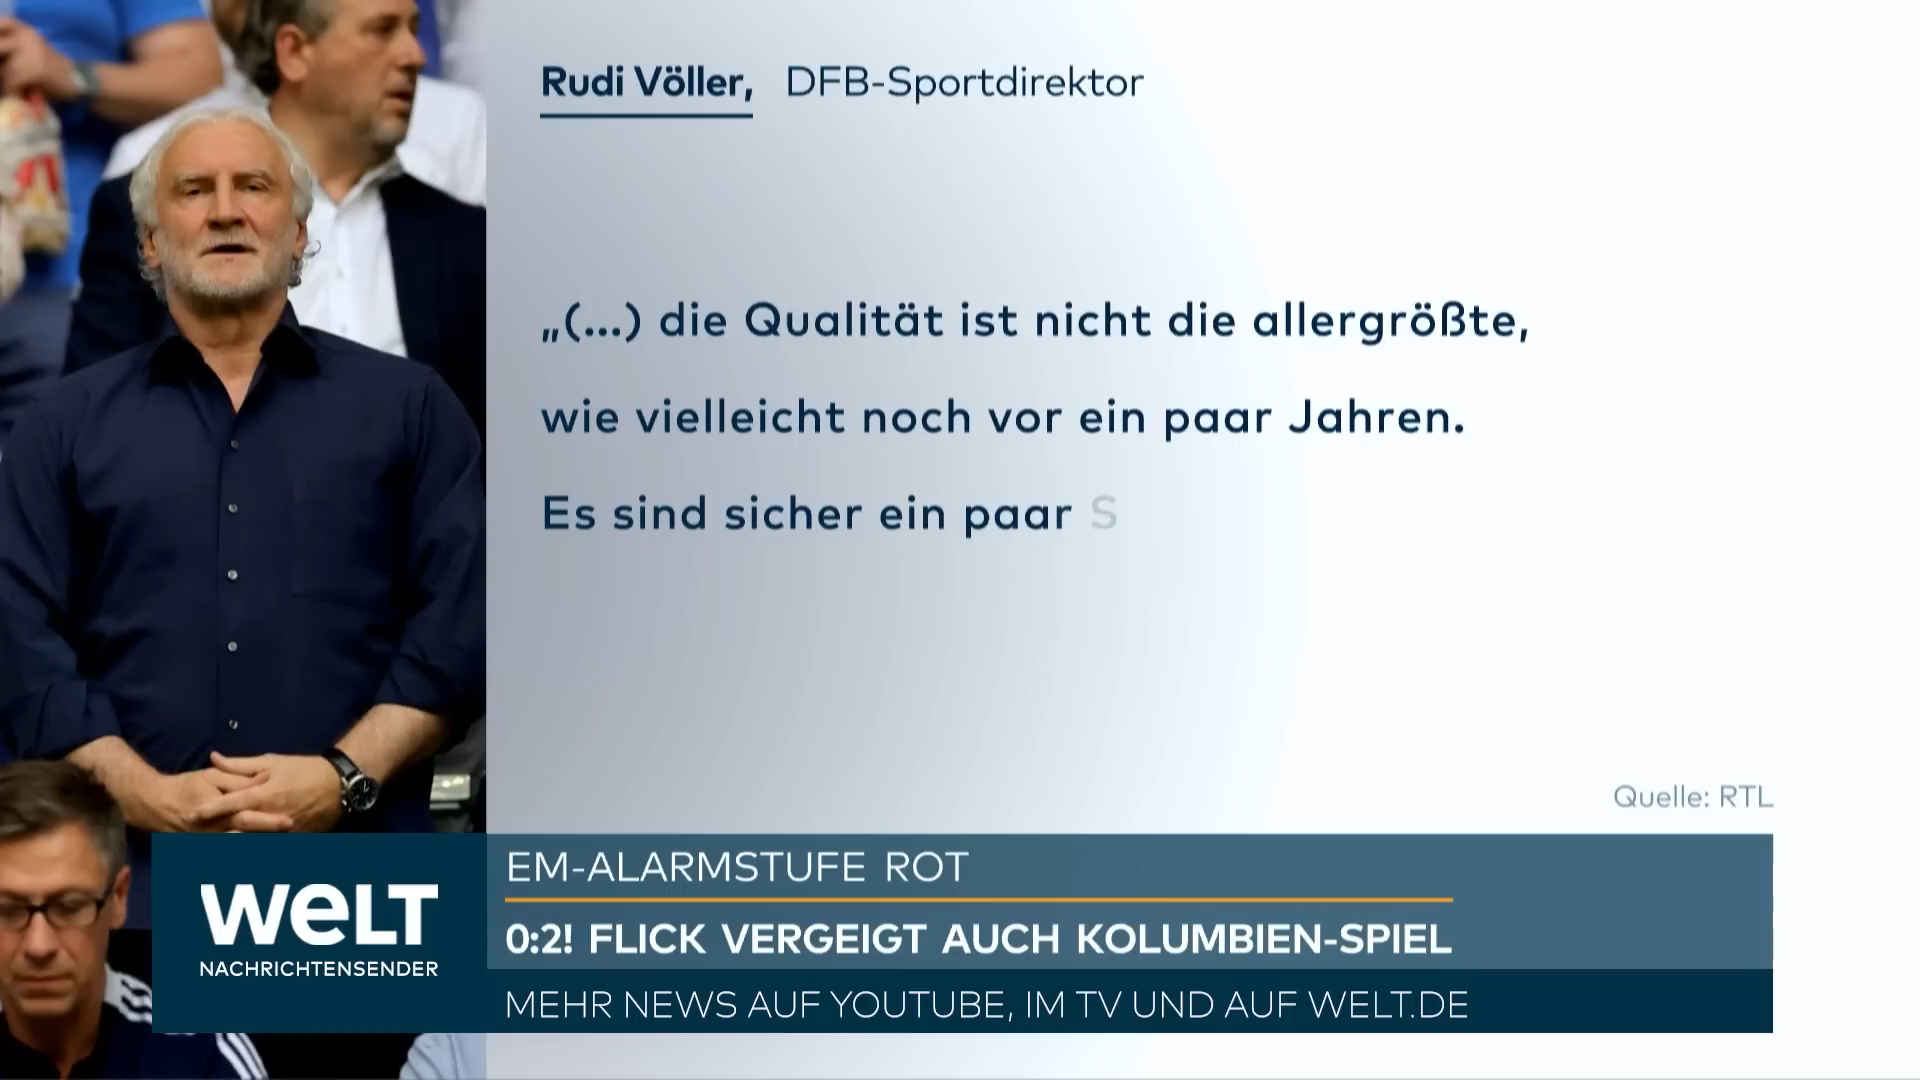 Rudi Völler, DFB-Sportdirektor
„(...) die Qualität ist nicht die allergrößte,
wie vielleicht noch vor ein paar Jahren.
Es sind sicher ein paar S
Quelle: RTL
EM-ALARMSTUFE ROT
0:2! FLICK VERGEIGT AUCH KOLUMBIEN-SPIEL
MEHR NEWS AUF YOUTUBE, IM TV UND AUF WELT.DE
WELT
NACHRICHTENSENDER